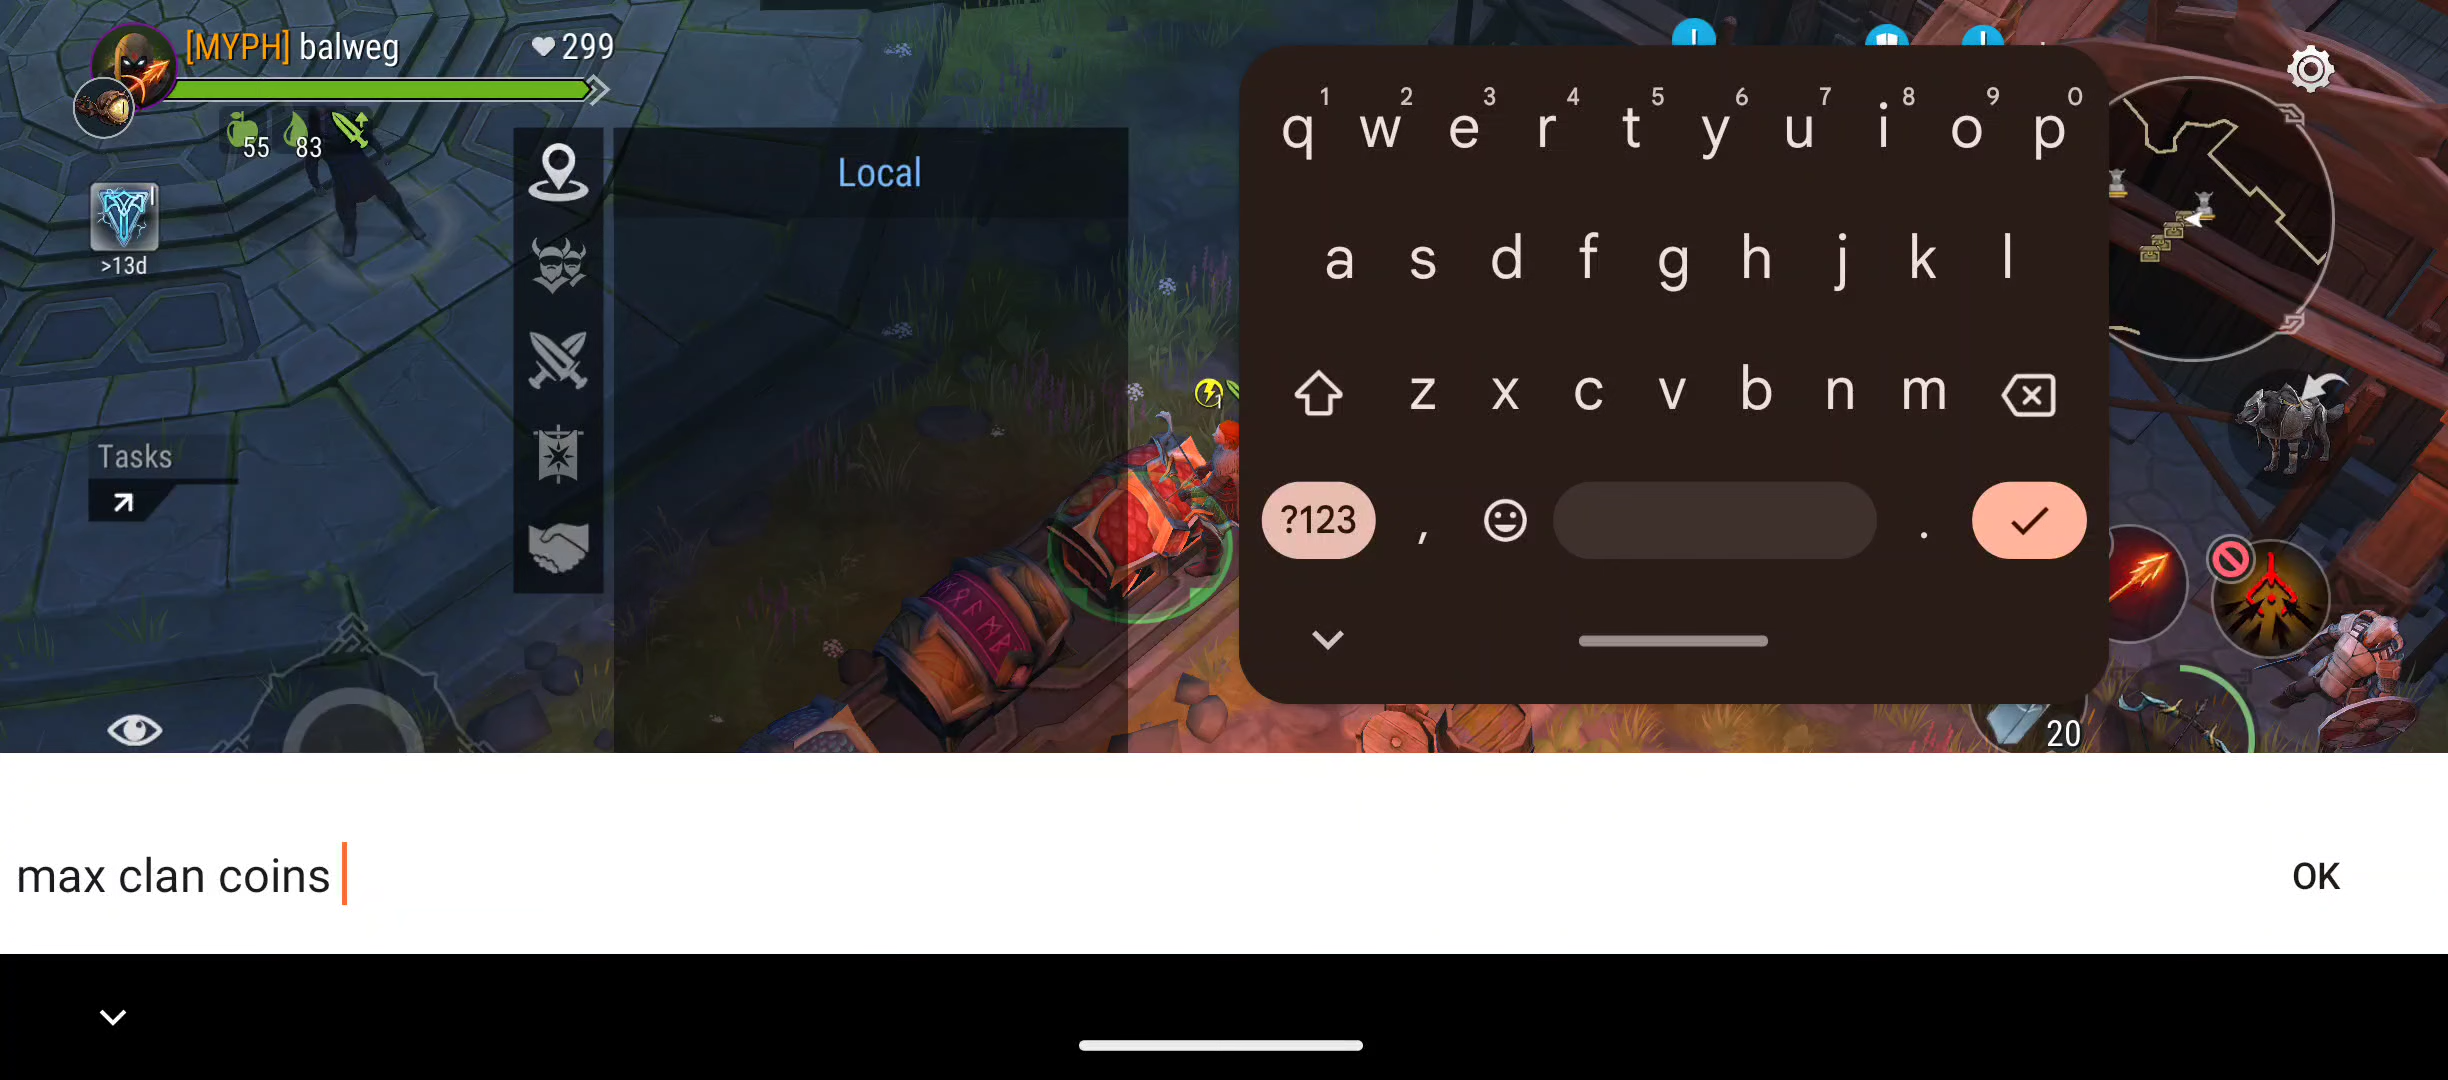 [MYPH] balweg
299
55 83
>13d
Local
Tasks
1 2 3 4 5 6 7 8 9 0
q w e r t y u i o p
a s d f g h j k l
z x c v b n m
?123 , .
20
max clan coins
OK